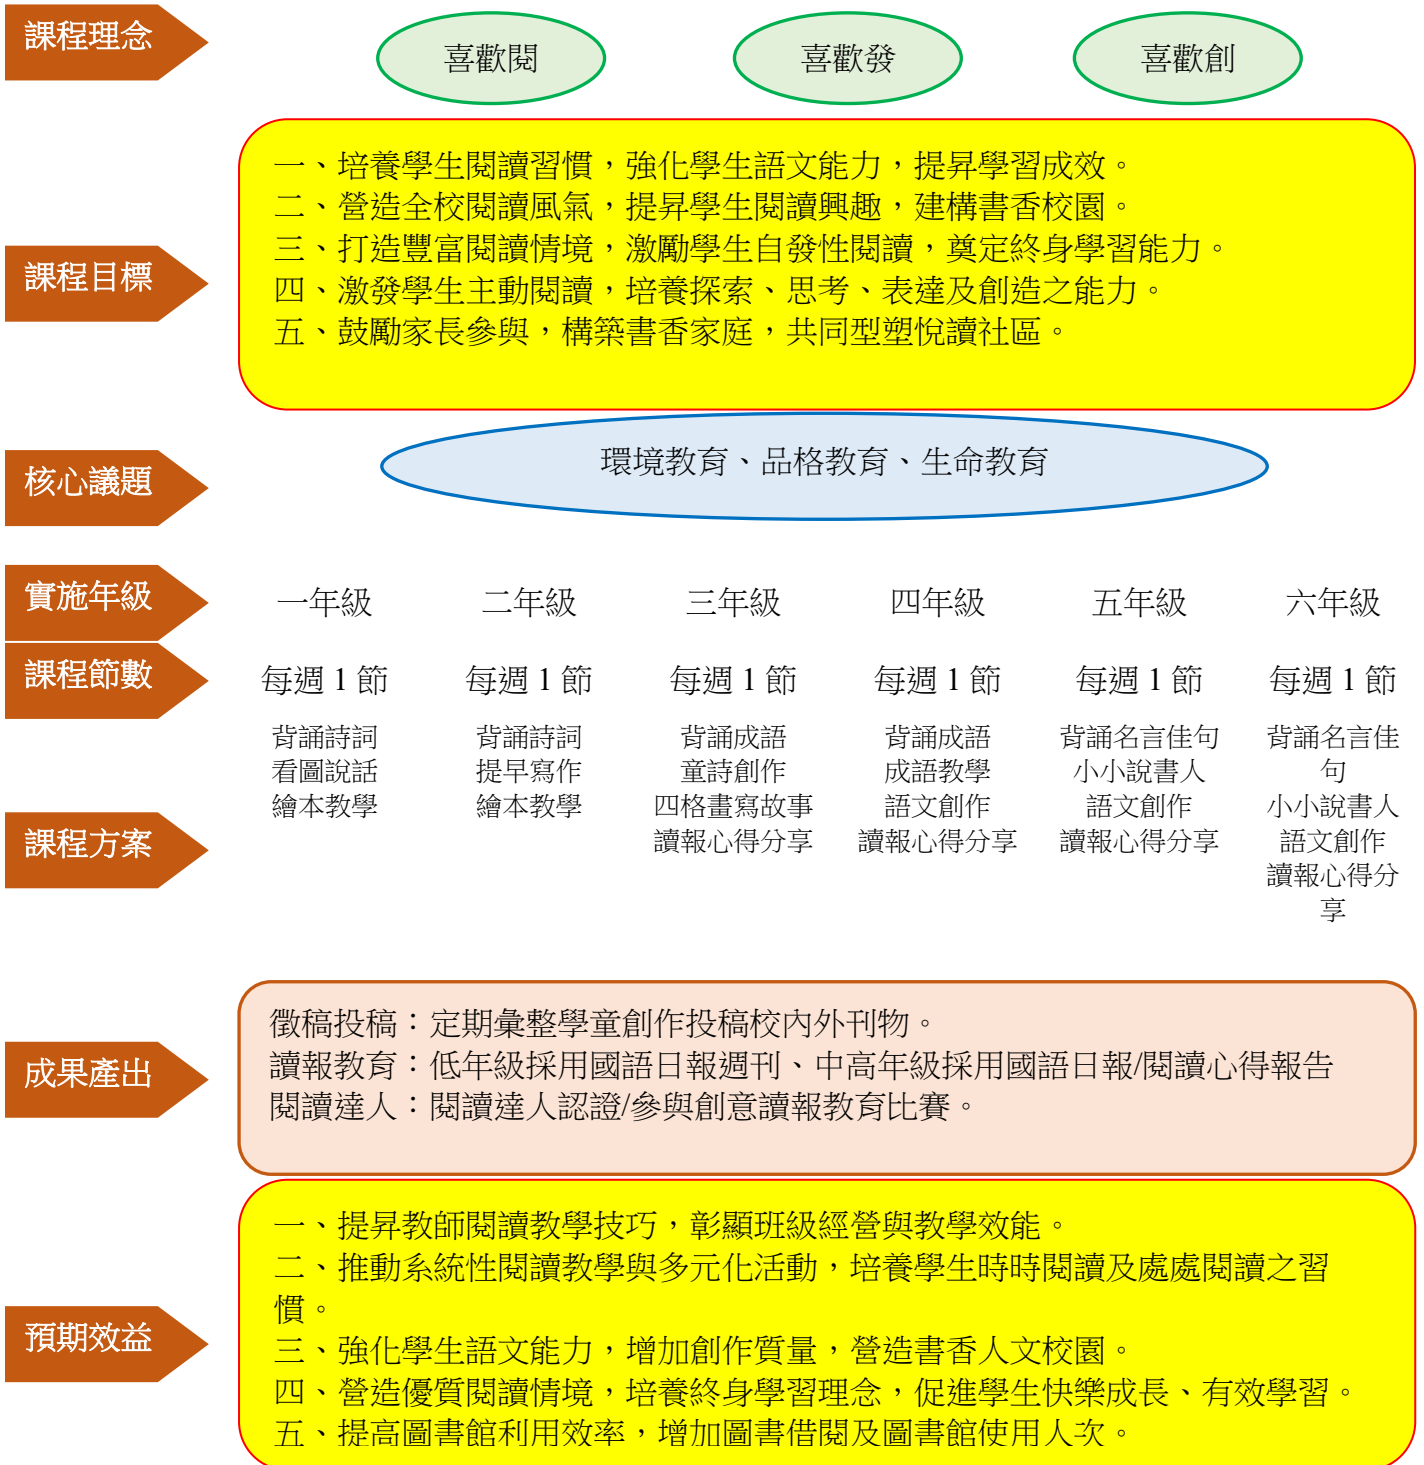 課程理念
喜歡閱
喜歡發
喜歡創
課程目標
一、培養學生閱讀習慣，強化學生語文能力，提昇學習成效。
二、營造全校閱讀風氣，提昇學生閱讀興趣，建構書香校園。
三、打造豐富閱讀情境，激勵學生自發性閱讀，奠定終身學習能力。
四、激發學生主動閱讀，培養探索、思考、表達及創造之能力。
五、鼓勵家長參與，構築書香家庭，共同型塑悅讀社區。
核心議題
環境教育、品格教育、生命教育
實施年級
一年級
二年級
三年級
四年級
五年級
六年級
課程節數
每週 1 節
每週 1 節
每週 1 節
每週 1 節
每週 1 節
每週 1 節
課程方案
背誦詩詞
看圖說話
繪本教學
背誦詩詞
提早寫作
繪本教學
背誦成語
童詩創作
四格畫寫故事
讀報心得分享
背誦成語
成語教學
語文創作
讀報心得分享
背誦名言佳句
小小說書人
語文創作
讀報心得分享
背誦名言佳
句
小小說書人
語文創作
讀報心得分
享
成果產出
徵稿投稿：定期彙整學童創作投稿校內外刊物。
讀報教育：低年級採用國語日報週刊、中高年級採用國語日報/閱讀心得報告
閱讀達人：閱讀達人認證/參與創意讀報教育比賽。
預期效益
一、提昇教師閱讀教學技巧，彰顯班級經營與教學效能。
二、推動系統性閱讀教學與多元化活動，培養學生時時閱讀及處處閱讀之習
慣。
三、強化學生語文能力，增加創作質量，營造書香人文校園。
四、營造優質閱讀情境，培養終身學習理念，促進學生快樂成長、有效學習。
五、提高圖書館利用效率，增加圖書借閱及圖書館使用人次。